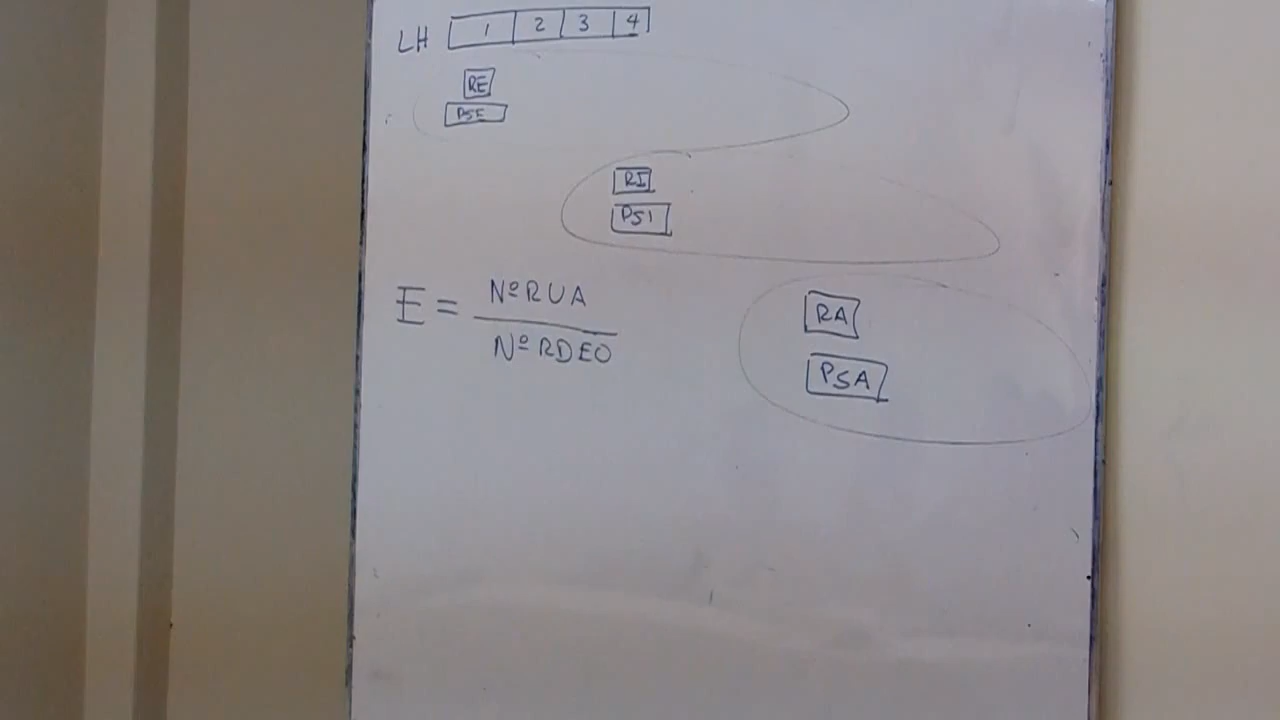 LH 1 2 3 4
RE
PSE
RI
PSI
E = NºRUA
NºRDEO
RA
PSA